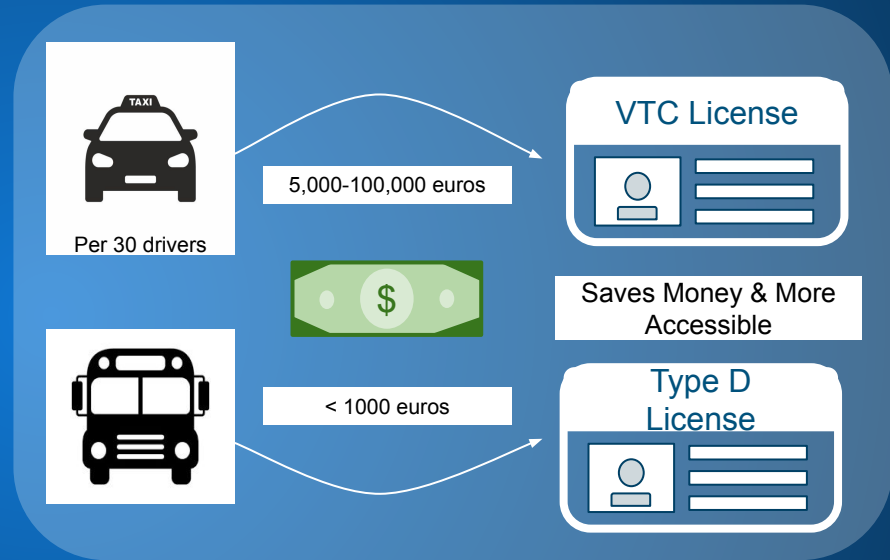 TAXI
Per 30 drivers
5,000-100,000 euros
VTC License
$
Saves Money & More
Accessible
< 1000 euros
Type D
License